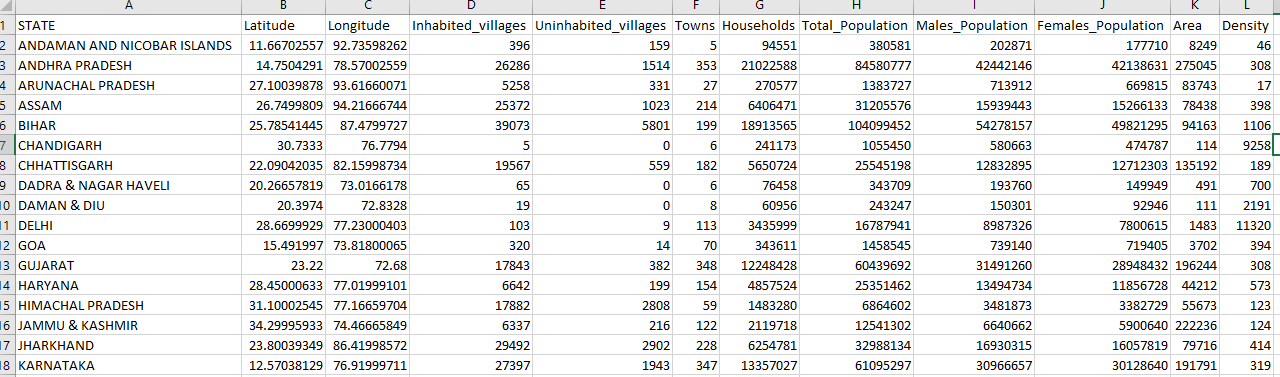 A B C D E F G H I J K L
1 STATE Latitude Longitude Inhabited_villages Uninhabited_villages Towns Households Total_Population Males_Population Females_Population Area Density
2 ANDAMAN AND NICOBAR ISLANDS 11.66702557 92.73598262 396 159 5 94551 380581 202871 177710 8249 46
3 ANDHRA PRADESH 14.7504291 78.57002559 26286 1514 353 21022588 84580777 42442146 42138631 275045 308
4 ARUNACHAL PRADESH 27.10039878 93.61660071 5258 331 27 270577 1383727 713912 669815 83743 17
5 ASSAM 26.7499809 94.21666744 25372 1023 214 6406471 31205576 15939443 15266133 78438 398
6 BIHAR 25.78541445 87.4799727 39073 5801 199 18913565 104099452 54278157 49821295 94163 1106
7 CHANDIGARH 30.7333 76.7794 5 0 6 241173 1055450 580663 474787 114 9258
8 CHHATTISGARH 22.09042035 82.15998734 19567 559 182 5650724 25545198 12832895 12712303 135192 189
9 DADRA & NAGAR HAVELI 20.26657819 73.0166178 65 0 6 76458 343709 193760 149949 491 700
10 DAMAN & DIU 20.3974 72.8328 19 0 8 60956 243247 150301 92946 111 2191
11 DELHI 28.6699929 77.23000403 103 9 113 3435999 16787941 8987326 7800615 1483 11320
12 GOA 15.491997 73.81800065 320 14 70 343611 1458545 739140 719405 3702 394
13 GUJARAT 23.22 72.68 17843 382 348 12248428 60439692 31491260 28948432 196244 308
14 HARYANA 28.45000633 77.01999101 6642 199 154 4857524 25351462 13494734 11856728 44212 573
15 HIMACHAL PRADESH 31.10002545 77.16659704 17882 2808 59 1483280 6864602 3481873 3382729 55673 123
16 JAMMU & KASHMIR 34.29995933 74.46665849 6337 216 122 2119718 12541302 6640662 5900640 222236 124
17 JHARKHAND 23.80039349 86.41998572 29492 2902 228 6254781 32988134 16930315 16057819 79716 414
18 KARNATAKA 12.57038129 76.91999711 27397 1943 347 13357027 61095297 30966657 30128640 191791 319